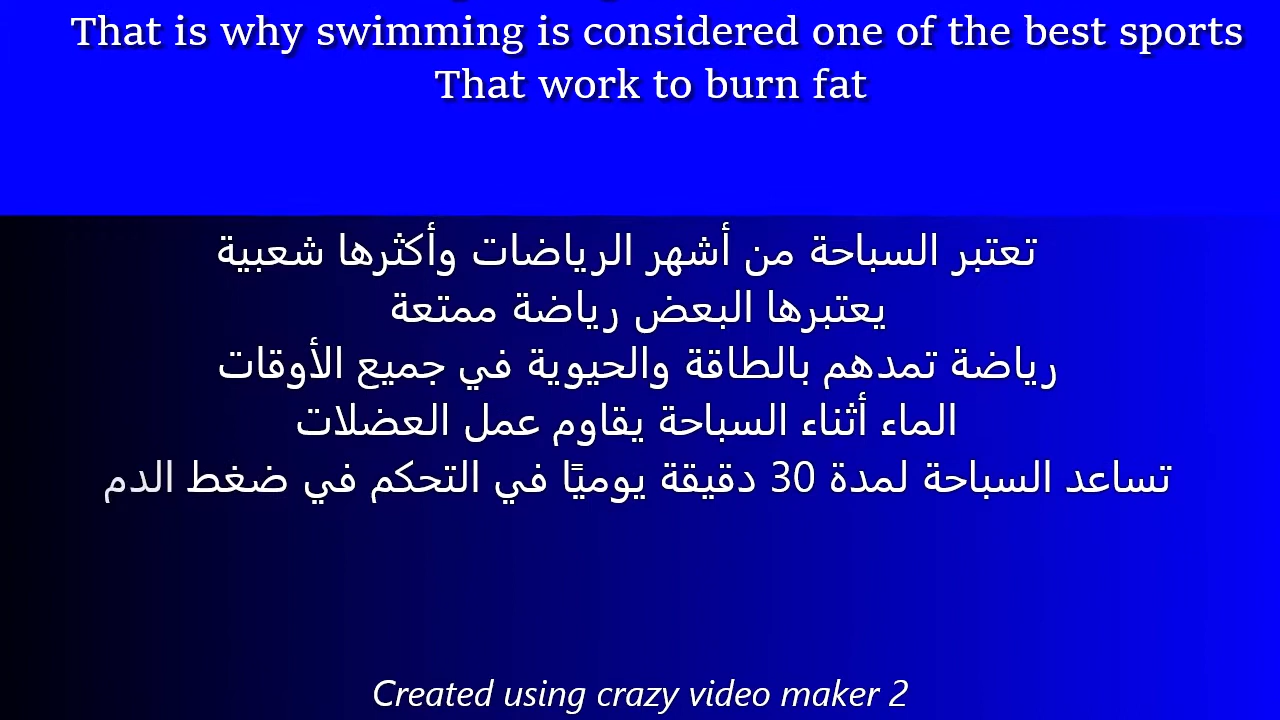 That is why swimming is considered one of the best sports
That work to burn fat
تعتبر السباحة من أشهر الرياضات وأكثرها شعبية
يعتبرها البعض رياضة ممتعة
رياضة تمدهم بالطاقة والحيوية في جميع الأوقات
الماء أثناء السباحة يقاوم عمل العضلات
تساعد السباحة لمدة 30 دقيقة يوميًا في التحكم في ضغط الدم
Created using crazy video maker 2